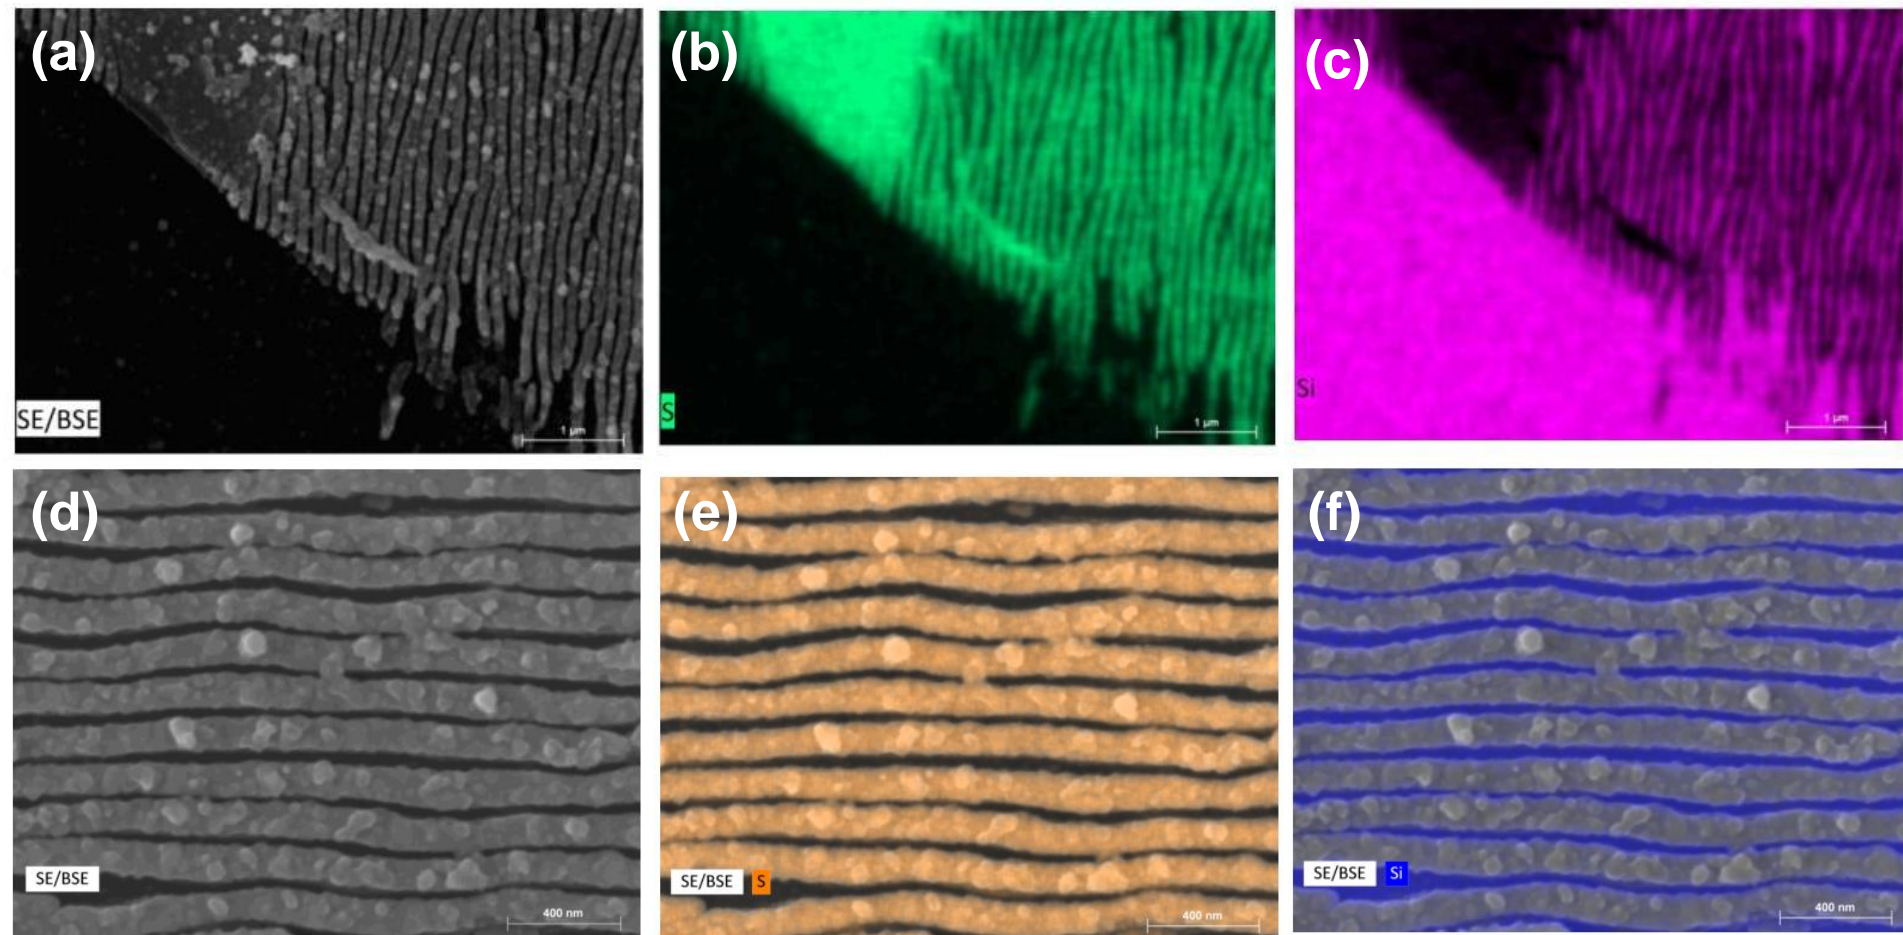 (a)
SE/BSE
1 µm
(b)
S
1 µm
(c)
Si
1 µm
(d)
SE/BSE
400 nm
(e)
SE/BSE S
400 nm
(f)
SE/BSE Si
400 nm